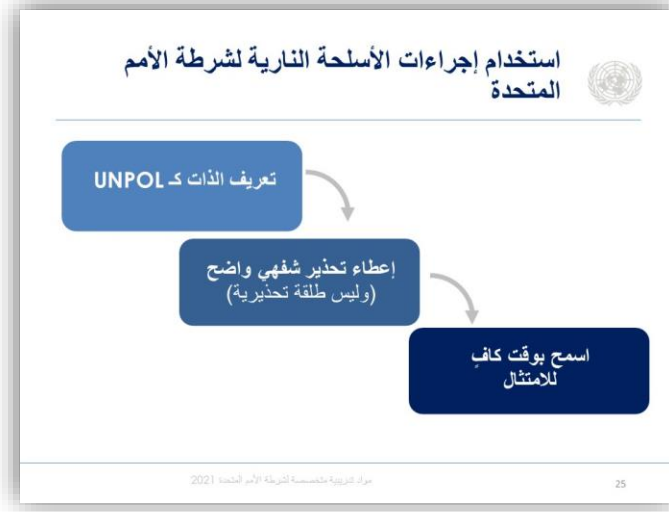 استخدام إجراءات الأسلحة النارية لشرطة الأمم
المتحدة
تعريف الذات كـ UNPOL
إعطاء تحذير شفهي واضح
(وليس طلقة تحذيرية)
اسمح بوقت كافٍ
للامتثال
مواد تدريبية متخصصة لشرطة الأمم المتحدة 2021
25